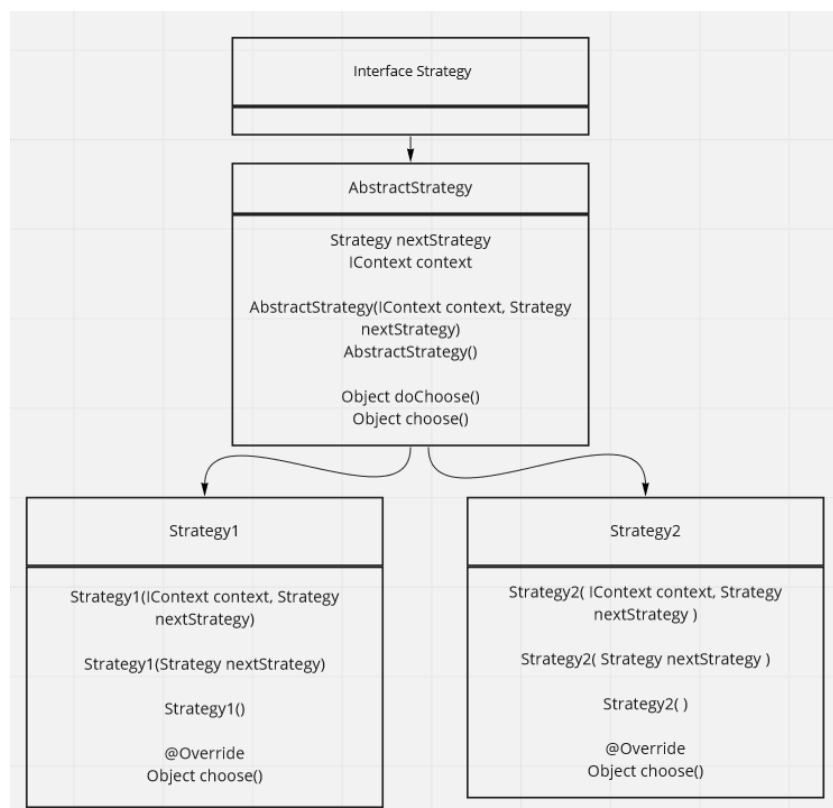 Interface Strategy
AbstractStrategy
Strategy nextStrategy
IContext context
AbstractStrategy(IContext context, Strategy
nextStrategy)
AbstractStrategy()
Object doChoose()
Object choose()
Strategy1
Strategy1(IContext context, Strategy
nextStrategy)
Strategy1(Strategy nextStrategy)
Strategy1()
@Override
Object choose()
Strategy2
Strategy2( IContext context, Strategy
nextStrategy )
Strategy2( Strategy nextStrategy )
Strategy2( )
@Override
Object choose()